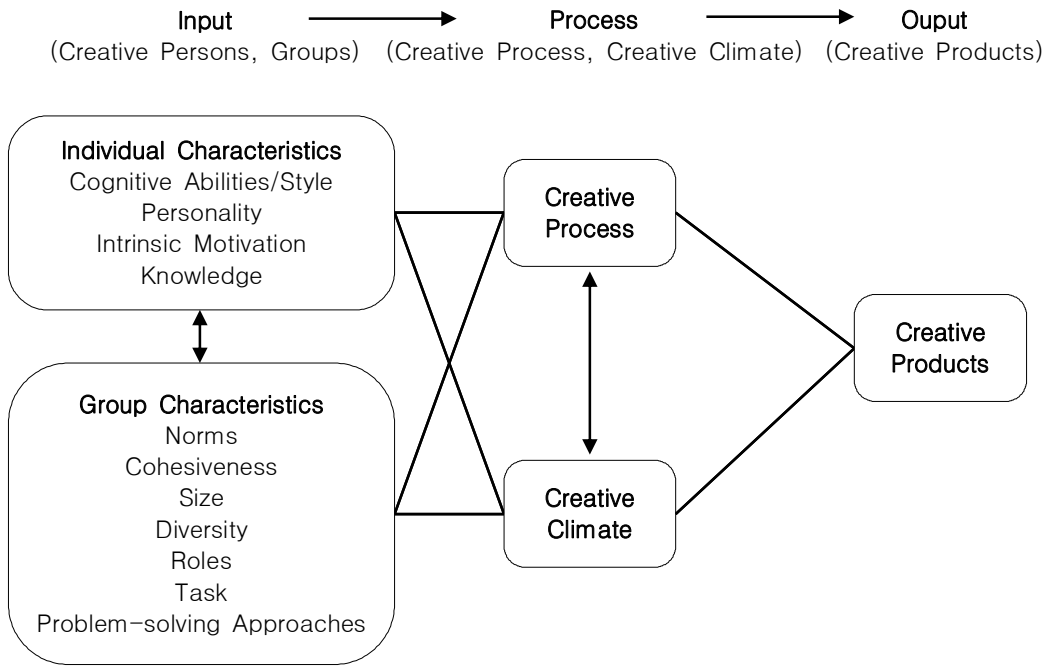 Input Process Ouput
(Creative Persons, Groups) (Creative Process, Creative Climate) (Creative Products)
Individual Characteristics
Cognitive Abilities/Style
Personality
Intrinsic Motivation
Knowledge
Group Characteristics
Norms
Cohesiveness
Size
Diversity
Roles
Task
Problem-solving Approaches
Creative
Process
Creative
Climate
Creative
Products